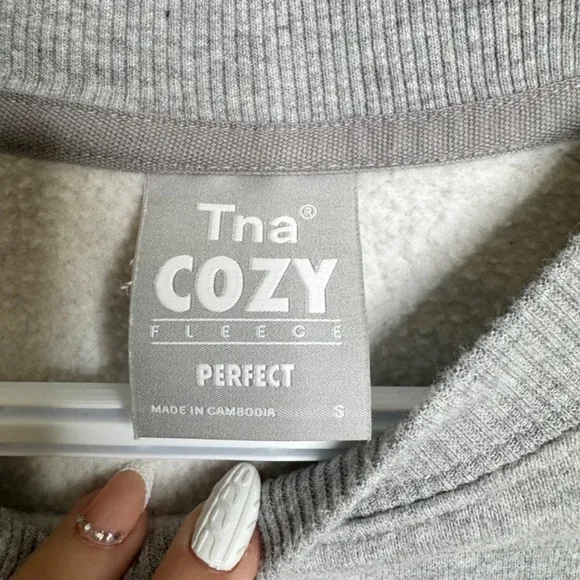 Tna®
COZY
FLEECE
PERFECT
MADE IN CAMBODIA S